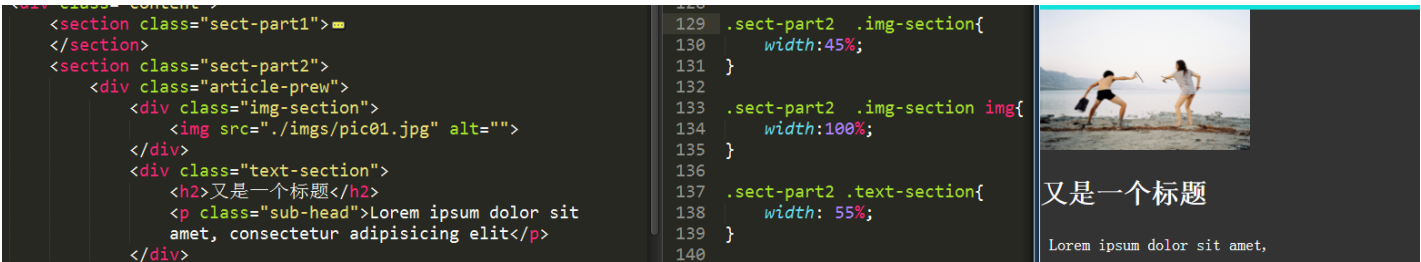 <div class="content">
<section class="sect-part1">
</section>
<section class="sect-part2">
<div class="article-prew">
<div class="img-section">
<img src="./imgs/pic01.jpg" alt="">
</div>
<div class="text-section">
<h2>又是一个标题</h2>
<p class="sub-head">Lorem ipsum dolor sit
amet, consectetur adipisicing elit</p>
</div>
128
129 .sect-part2  .img-section{
130 width:45%;
131 }
132
133 .sect-part2  .img-section img{
134 width:100%;
135 }
136
137 .sect-part2 .text-section{
138 width: 55%;
139 }
140
又是一个标题
Lorem ipsum dolor sit amet,